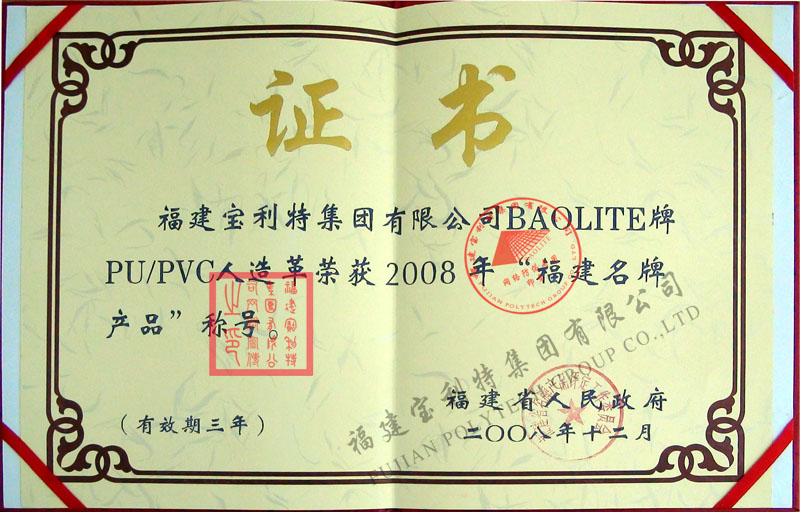 证书
福建宝利特集团有限公司BAOLITE牌
PU/PVC人造革荣获2008年“福建名牌
产品”称号。
福建省人民政府
（有效期三年）
二〇〇八年十二月
福建宝利特集团有限公司
FUJIAN POLYTECH GROUP CO.,LTD
BAOLITE